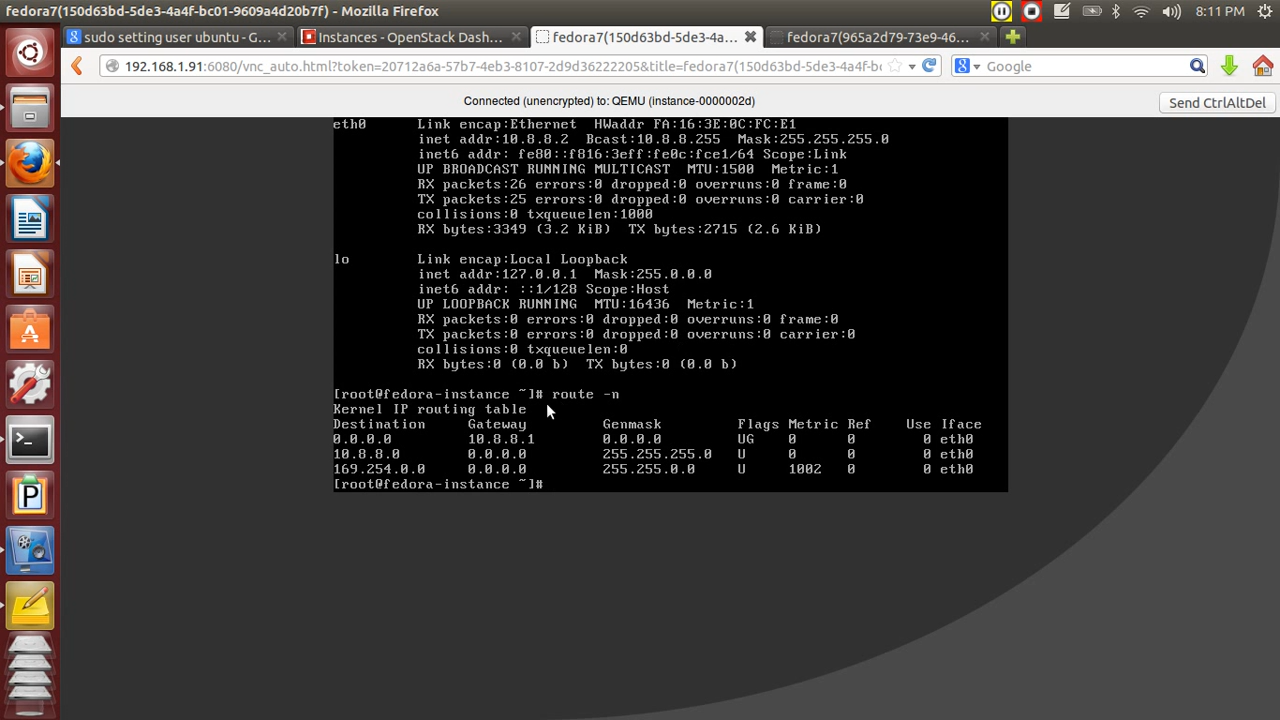 fedora7(150d63bd-5de3-4a4f-bc01-9609a4d20b7f) - Mozilla Firefox
8:11 PM
sudo setting user ubuntu - G...
Instances - OpenStack Dash...
fedora7(150d63bd-5de3-4a...
fedora7(965a2d79-73e9-46...
192.168.1.91:6080/vnc_auto.html?token=20712a6a-57b7-4eb3-8107-2d9d36222205&title=fedora7(150d63bd-5de3-4a4f-bc
Google
Connected (unencrypted) to: QEMU (instance-0000002d)
Send CtrlAltDel
eth0 Link encap:Ethernet HWaddr FA:16:3E:0C:FC:E1
inet addr:10.8.8.2 Bcast:10.8.8.255 Mask:255.255.255.0
inet6 addr: fe80::f816:3eff:fe0c:fce1/64 Scope:Link
UP BROADCAST RUNNING MULTICAST MTU:1500 Metric:1
RX packets:26 errors:0 dropped:0 overruns:0 frame:0
TX packets:25 errors:0 dropped:0 overruns:0 carrier:0
collisions:0 txqueuelen:1000
RX bytes:3349 (3.2 KiB) TX bytes:2715 (2.6 KiB)
lo Link encap:Local Loopback
inet addr:127.0.0.1 Mask:255.0.0.0
inet6 addr: ::1/128 Scope:Host
UP LOOPBACK RUNNING MTU:16436 Metric:1
RX packets:0 errors:0 dropped:0 overruns:0 frame:0
TX packets:0 errors:0 dropped:0 overruns:0 carrier:0
collisions:0 txqueuelen:0
RX bytes:0 (0.0 b) TX bytes:0 (0.0 b)
[root@fedora-instance ~]# route -n
Kernel IP routing table
Destination Gateway Genmask Flags Metric Ref Use Iface
0.0.0.0 10.8.8.1 0.0.0.0 UG 0 0 0 eth0
10.8.8.0 0.0.0.0 255.255.255.0 U 0 0 0 eth0
169.254.0.0 0.0.0.0 255.255.0.0 U 1002 0 0 eth0
[root@fedora-instance ~]#